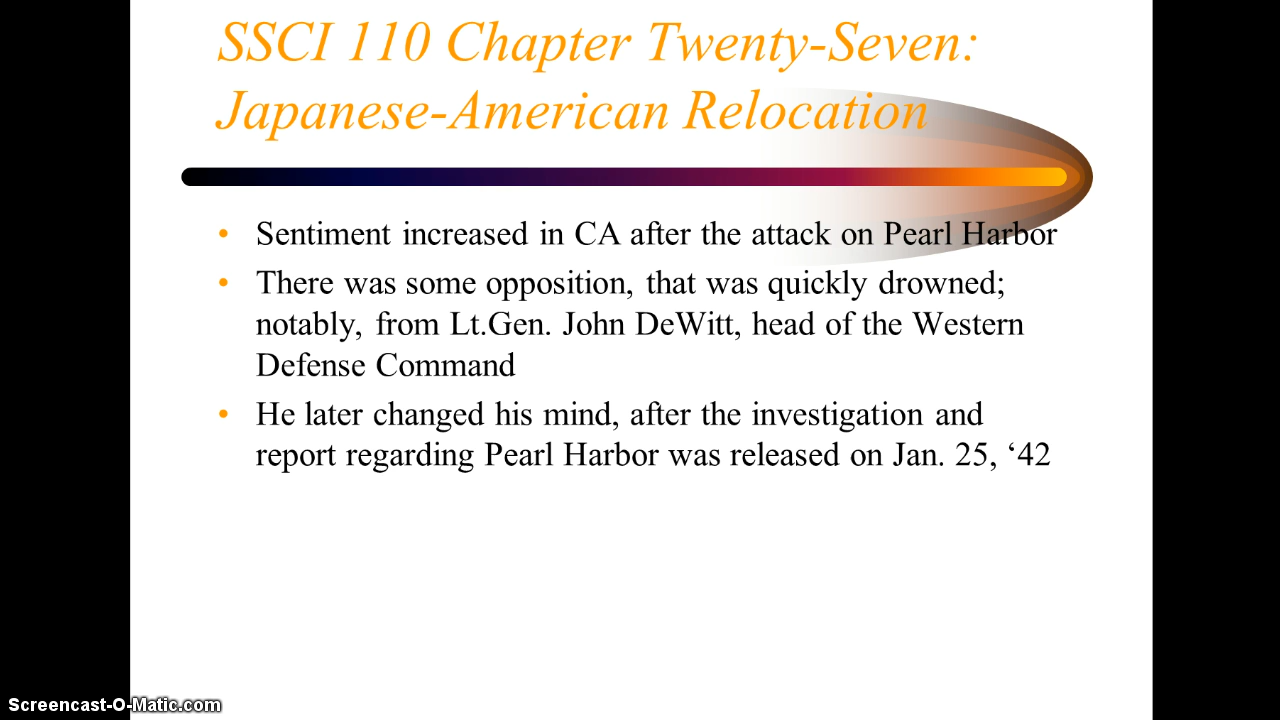 SSCI 110 Chapter Twenty-Seven:
Japanese-American Relocation
• Sentiment increased in CA after the attack on Pearl Harbor
• There was some opposition, that was quickly drowned;
notably, from Lt.Gen. John DeWitt, head of the Western
Defense Command
• He later changed his mind, after the investigation and
report regarding Pearl Harbor was released on Jan. 25, ‘42
Screencast-O-Matic.com